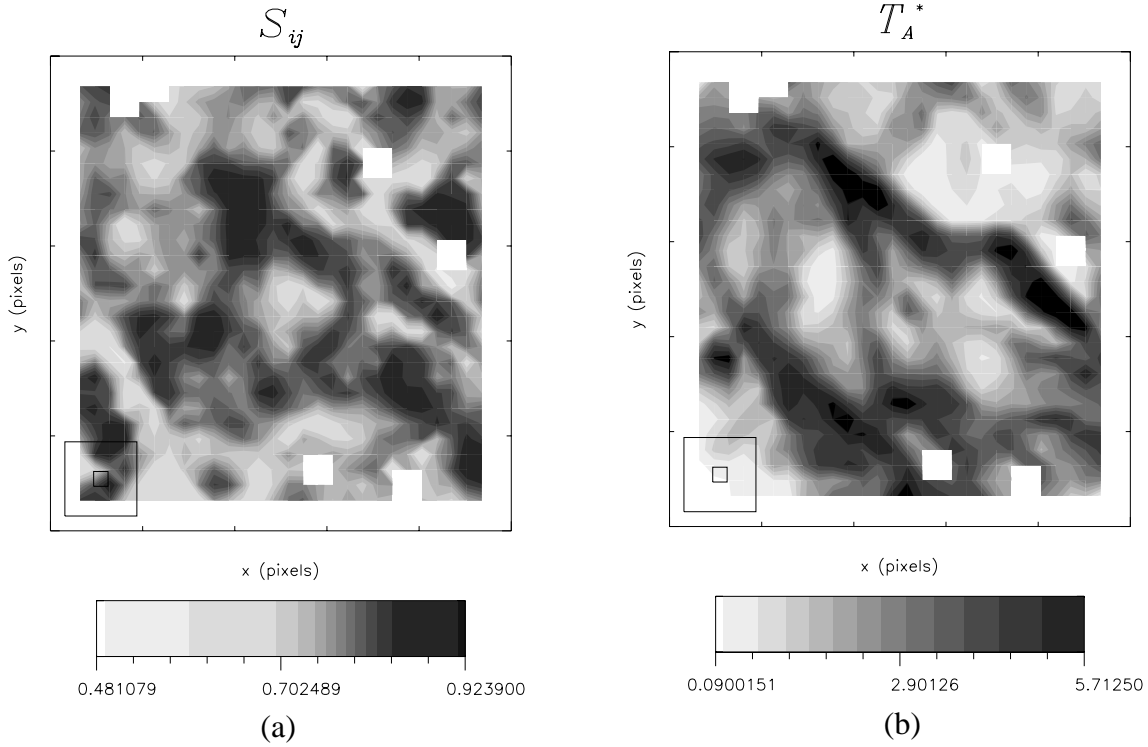 S_ij
T_A^*
y (pixels)
y (pixels)
x (pixels)
x (pixels)
0.481079 0.702489 0.923900
0.0900151 2.90126 5.71250
(a)
(b)